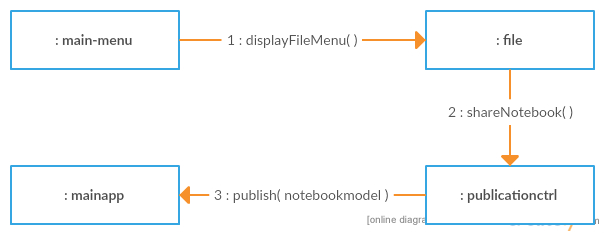 : main-menu
1 : displayFileMenu( )
: file
2 : shareNotebook( )
: mainapp
3 : publish( notebookmodel )
: publicationctrl
[online diagra